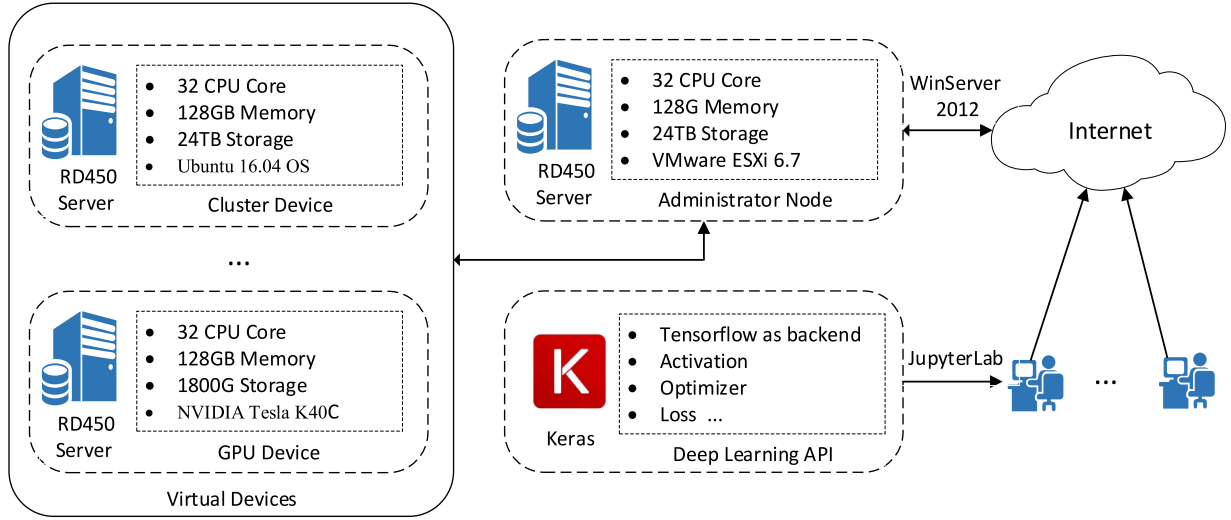 • 32 CPU Core
• 128GB Memory
• 24TB Storage
• Ubuntu 16.04 OS
RD450
Server
Cluster Device
...
• 32 CPU Core
• 128GB Memory
• 1800G Storage
• NVIDIA Tesla K40C
RD450
Server
GPU Device
Virtual Devices
• 32 CPU Core
• 128G Memory
• 24TB Storage
• VMware ESXi 6.7
RD450
Server
Administrator Node
WinServer
2012
Internet
K
Keras
• Tensorflow as backend
• Activation
• Optimizer
• Loss ...
Deep Learning API
JupyterLab
...